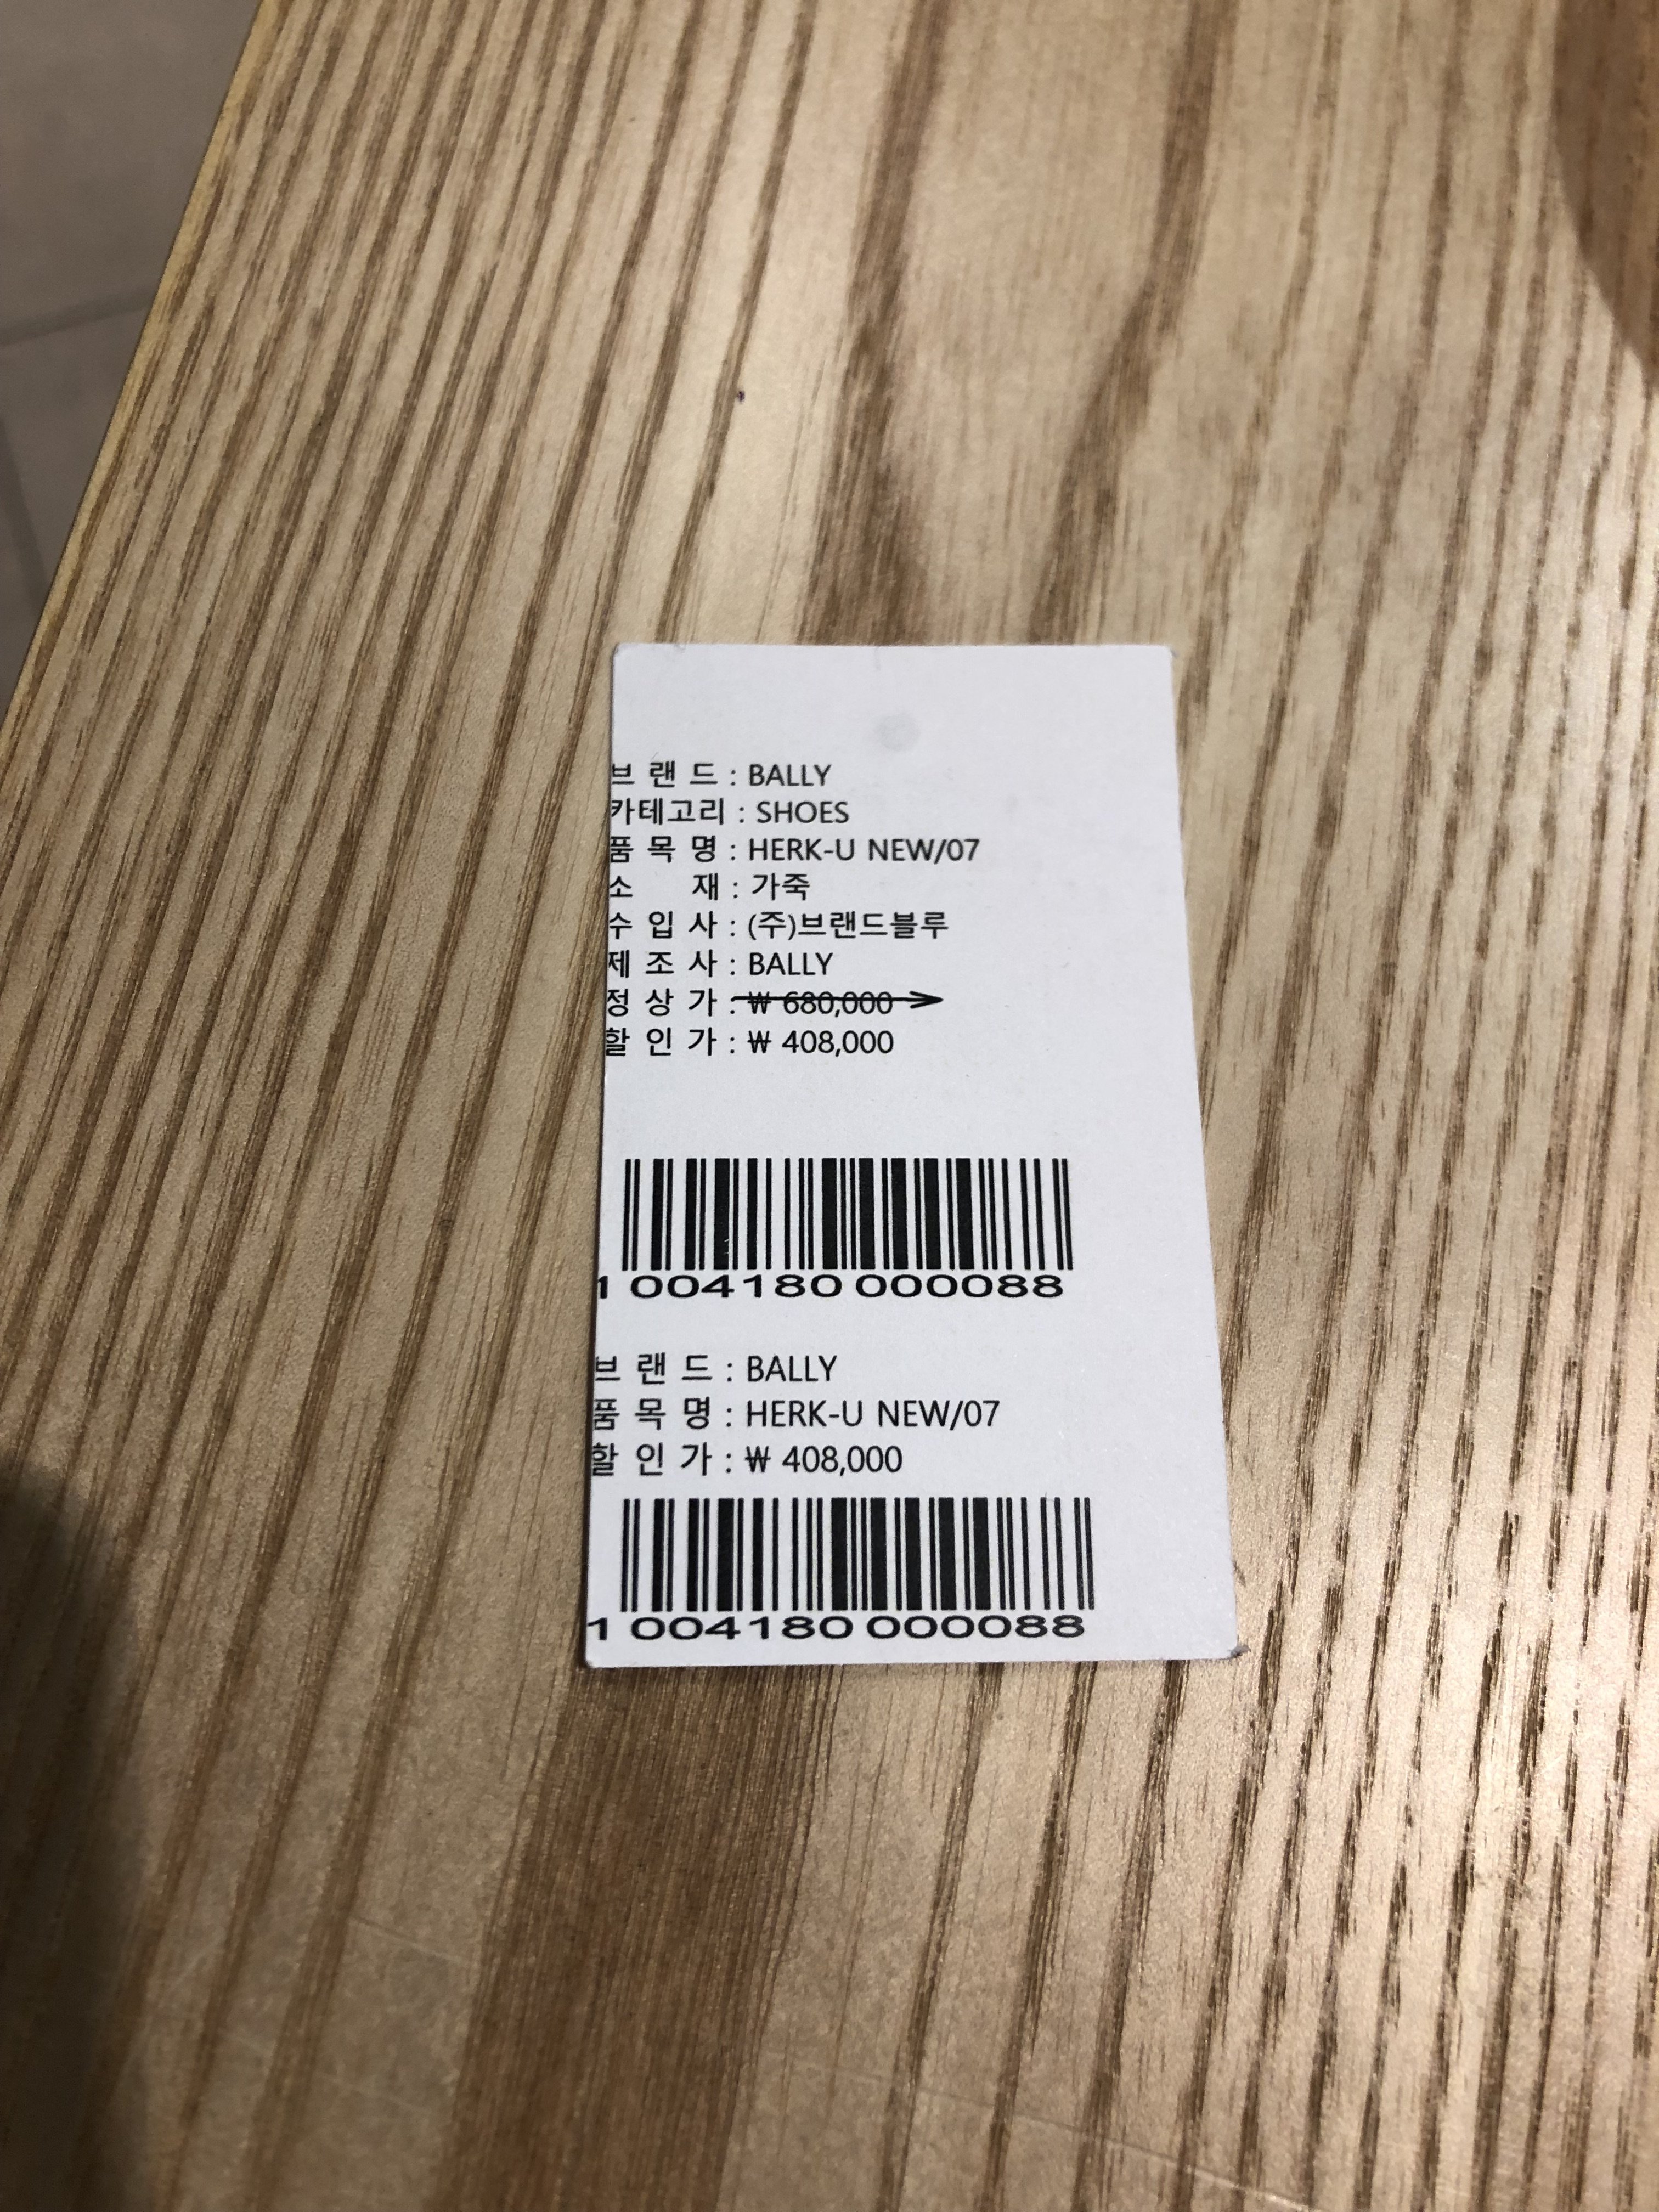 브 랜 드 : BALLY
카테고리 : SHOES
품 목 명 : HERK-U NEW/07
소 재 : 가죽
수 입 사 : (주)브랜드블루
제 조 사 : BALLY
정 상 가 : ₩ 680,000
할 인 가 : ₩ 408,000
1 004180 000088
브 랜 드 : BALLY
품 목 명 : HERK-U NEW/07
할 인 가 : ₩ 408,000
1 004180 000088